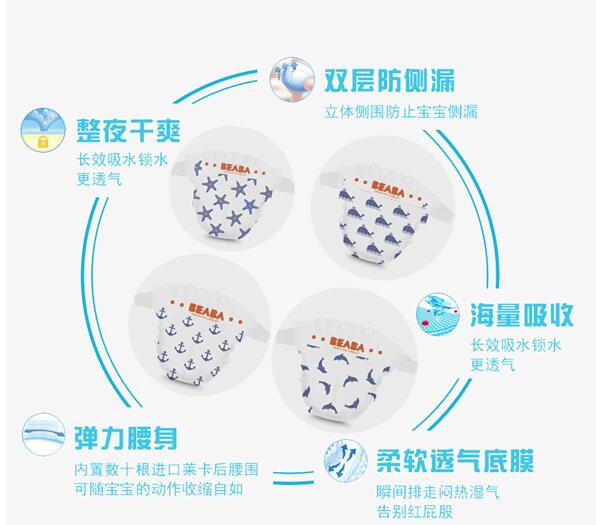 双层防侧漏
立体侧围防止宝宝侧漏
整夜干爽
长效吸水锁水
更透气
BEABA
BEABA
BEABA
BEABA
海量吸收
长效吸水锁水
更透气
弹力腰身
内置数十根进口莱卡后腰围
可随宝宝的动作收缩自如
柔软透气底膜
瞬间排走闷热湿气
告别红屁股